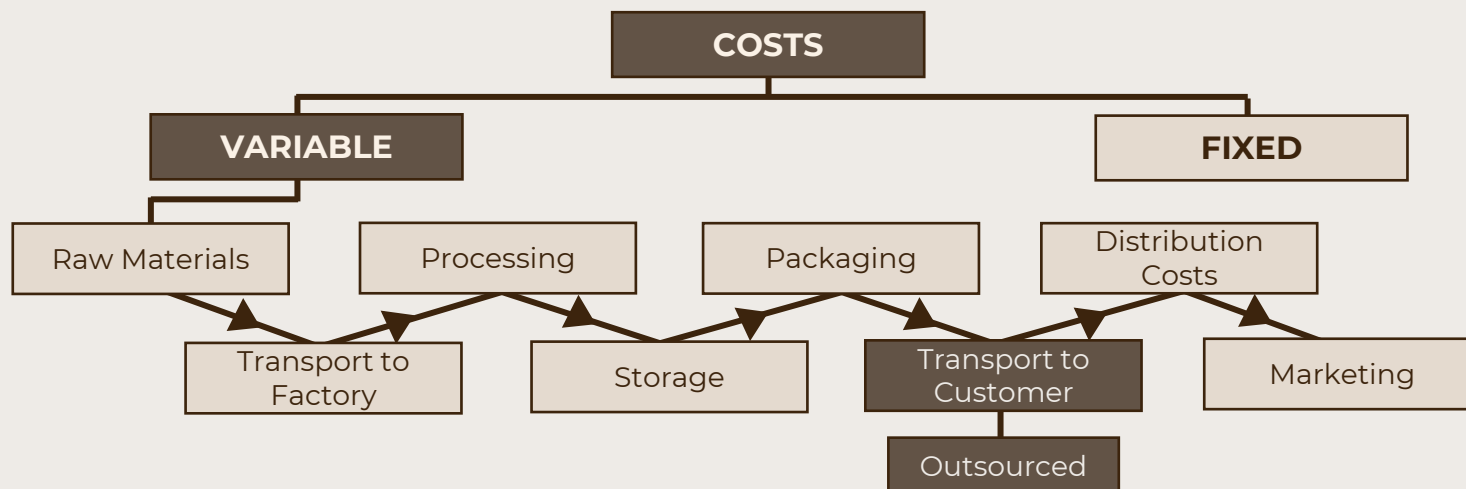 COSTS
VARIABLE
FIXED
Raw Materials
Processing
Packaging
Distribution
Costs
Transport to
Factory
Storage
Transport to
Customer
Marketing
Outsourced